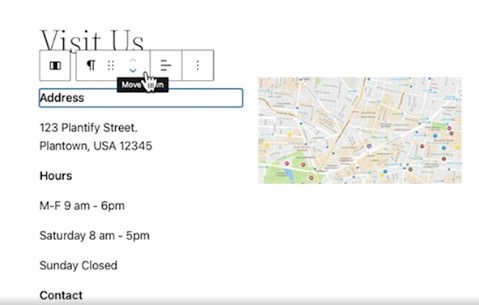 Visit Us
Move
Address
123 Plantify Street.
Plantown, USA 12345
Hours
M-F 9 am - 6pm
Saturday 8 am - 5pm
Sunday Closed
Contact